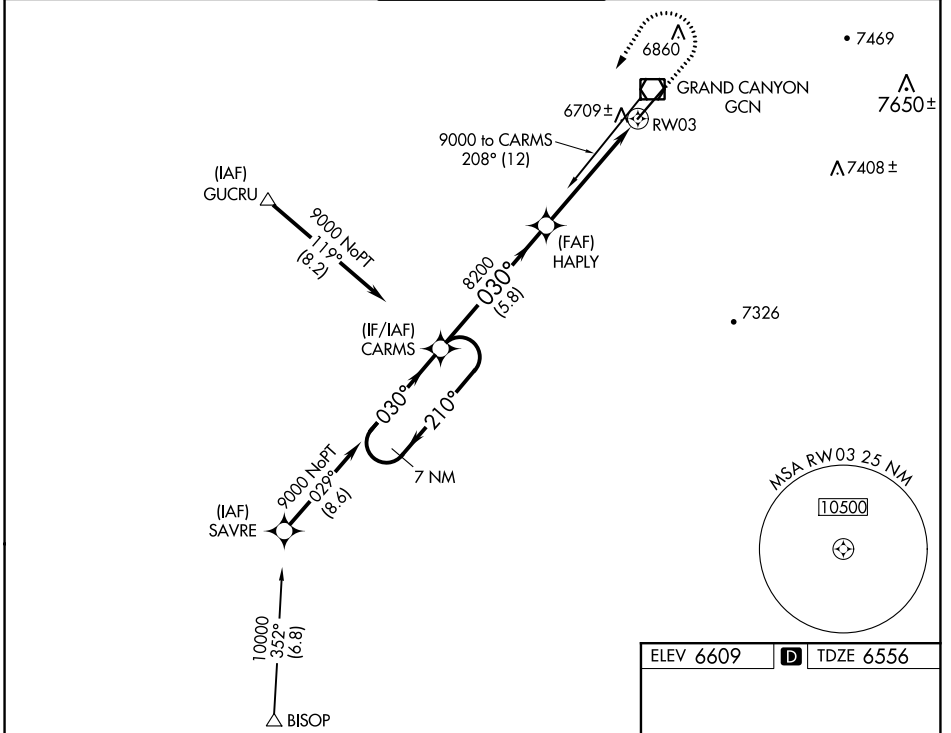 6860
7469
GRAND CANYON
GCN
7650 ±
6709 ±
RW03
9000 to CARMS
208° (12)
7408 ±
(IAF)
GUCRU
9000 NoPT
119°
(8.2)
(FAF)
HAPLY
8200
030°
(5.8)
7326
(IF/IAF)
CARMS
030°
210°
7 NM
9000 NoPT
029°
(8.6)
(IAF)
SAVRE
MSA RW03 25 NM
10500
10000
352°
(6.8)
BISOP
ELEV 6609 D TDZE 6556